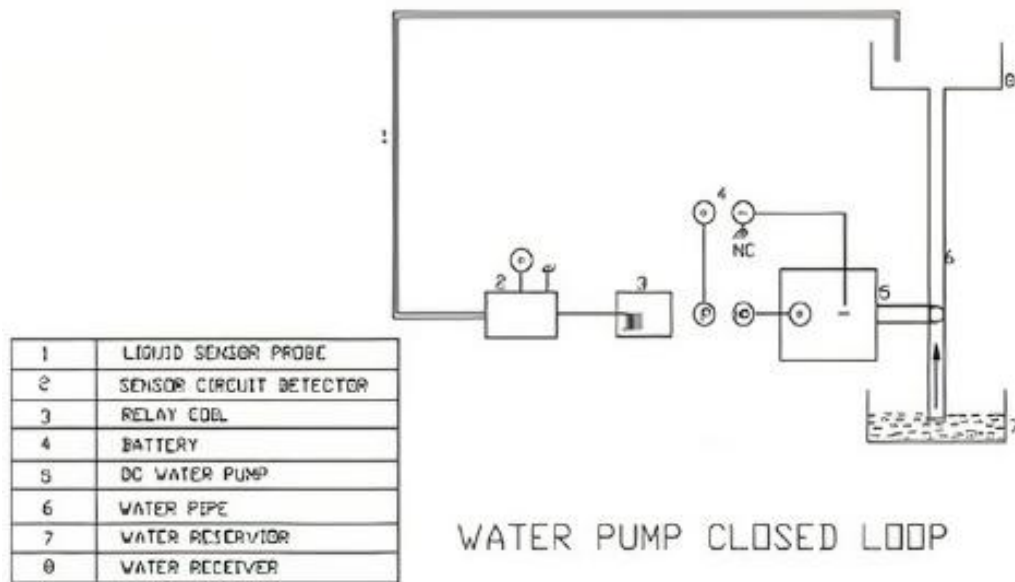 1
8
4
NC
2
3
5
6
7
1 LIQUID SENSOR PROBE
2 SENSOR CIRCUIT DETECTOR
3 RELAY COIL
4 BATTERY
5 DC WATER PUMP
6 WATER PIPE
7 WATER RESERVIOR
8 WATER RECEIVER
WATER PUMP CLOSED LOOP